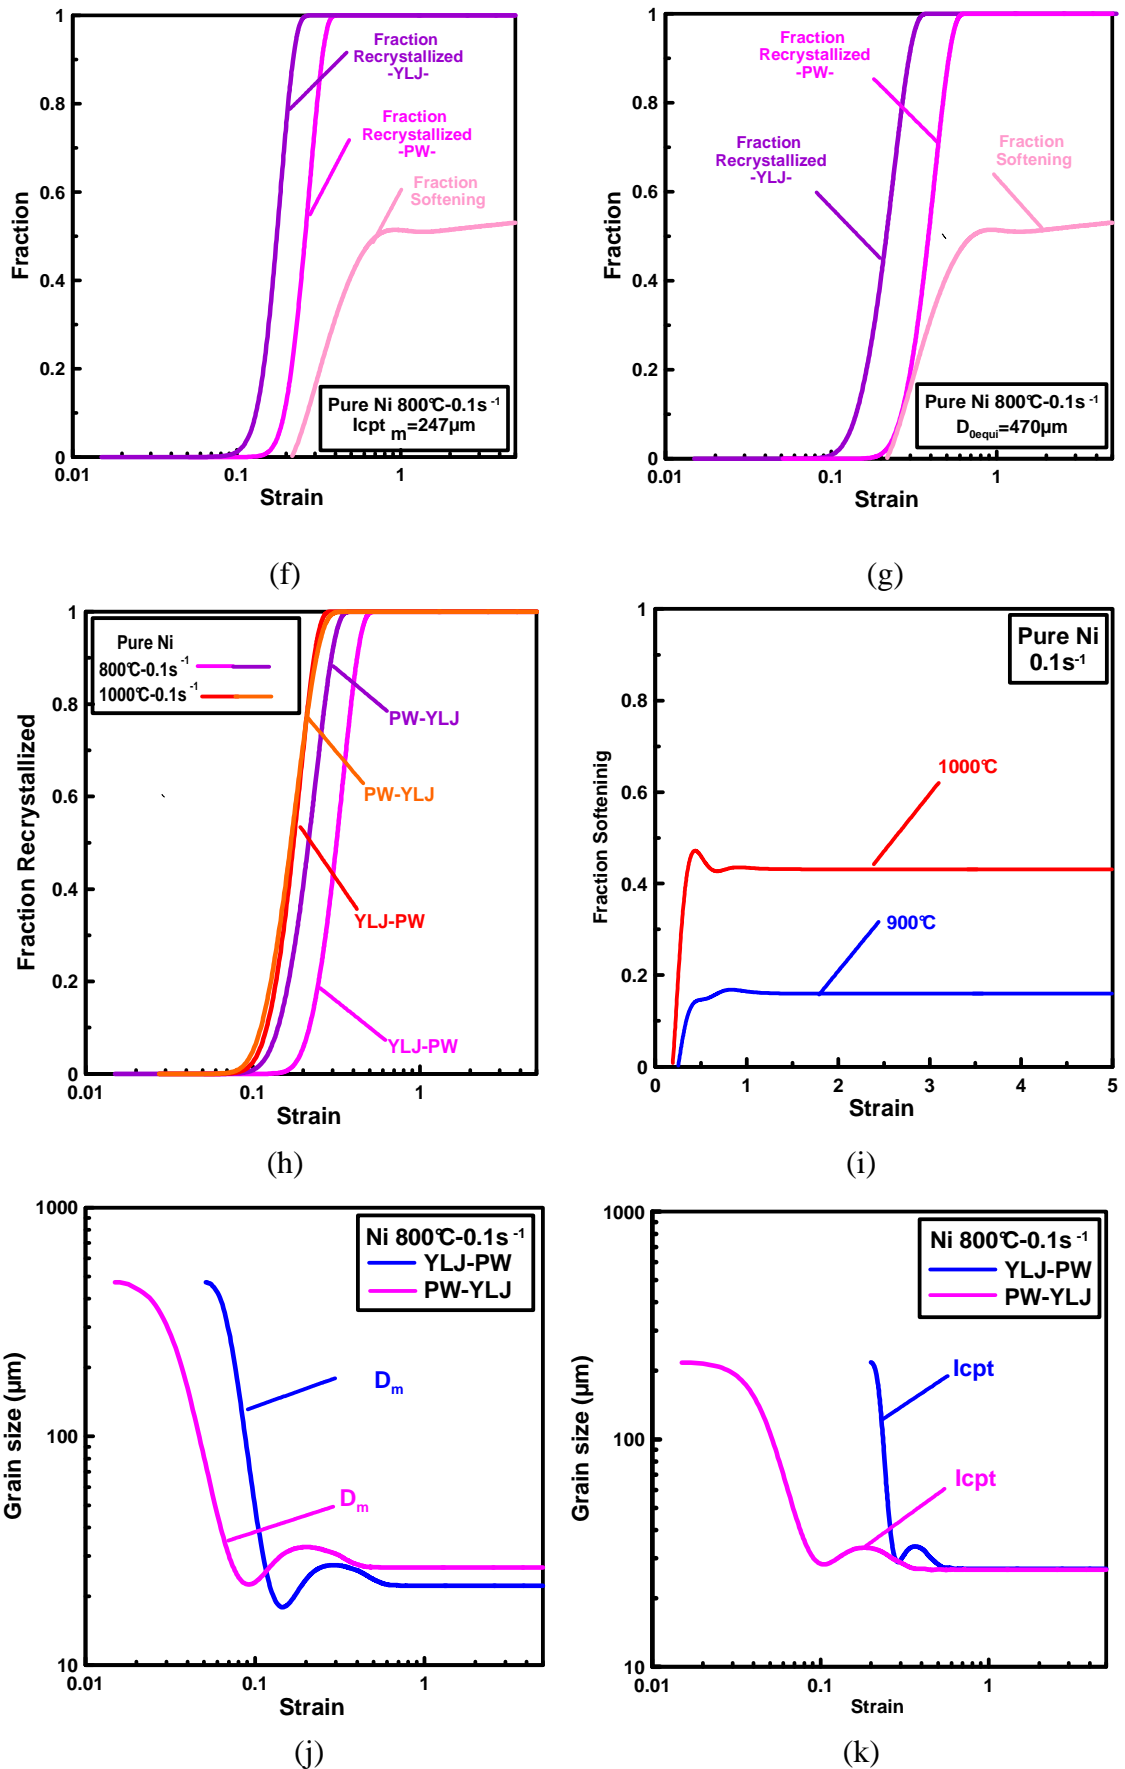 1
0.8
0.6
0.4
0.2
0
0.01
0.1
1
Fraction
Strain
Fraction
Recrystallized
-YLJ-
Fraction
Recrystallized
-PW-
Fraction
Softening
Pure Ni 800°C-0.1s -1
Icpt m=247µm
(f)
1
0.8
0.6
0.4
0.2
0
0.01
0.1
1
Fraction
Strain
Fraction
Recrystallized
-PW-
Fraction
Recrystallized
-YLJ-
Fraction
Softening
Pure Ni 800°C-0.1s -1
D0equi=470µm
(g)
1
0.8
0.6
0.4
0.2
0
0.01
0.1
1
Fraction Recrystallized
Strain
Pure Ni
800°C-0.1s -1
1000°C-0.1s -1
PW-YLJ
PW-YLJ
YLJ-PW
YLJ-PW
(h)
1
0.8
0.6
0.4
0.2
0
0
1
2
3
4
5
Fraction Softeninig
Strain
Pure Ni
0.1s-1
1000°C
900°C
(i)
1000
100
10
0.01
0.1
1
Grain size (µm)
Strain
Ni 800°C-0.1s -1
YLJ-PW
PW-YLJ
Dm
Dm
(j)
1000
100
10
0.01
0.1
1
Grain size (µm)
Strain
Ni 800°C-0.1s -1
YLJ-PW
PW-YLJ
Icpt
Icpt
(k)